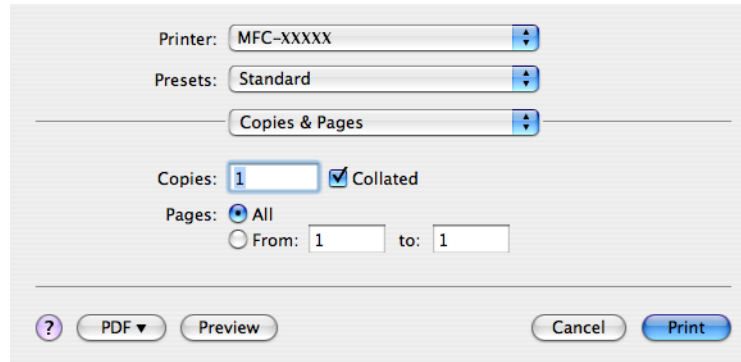 Printer: MFC-XXXXX
Presets: Standard
Copies & Pages
Copies: 1 Collated
Pages: All
From: 1 to: 1
? PDF▼ Preview Cancel Print